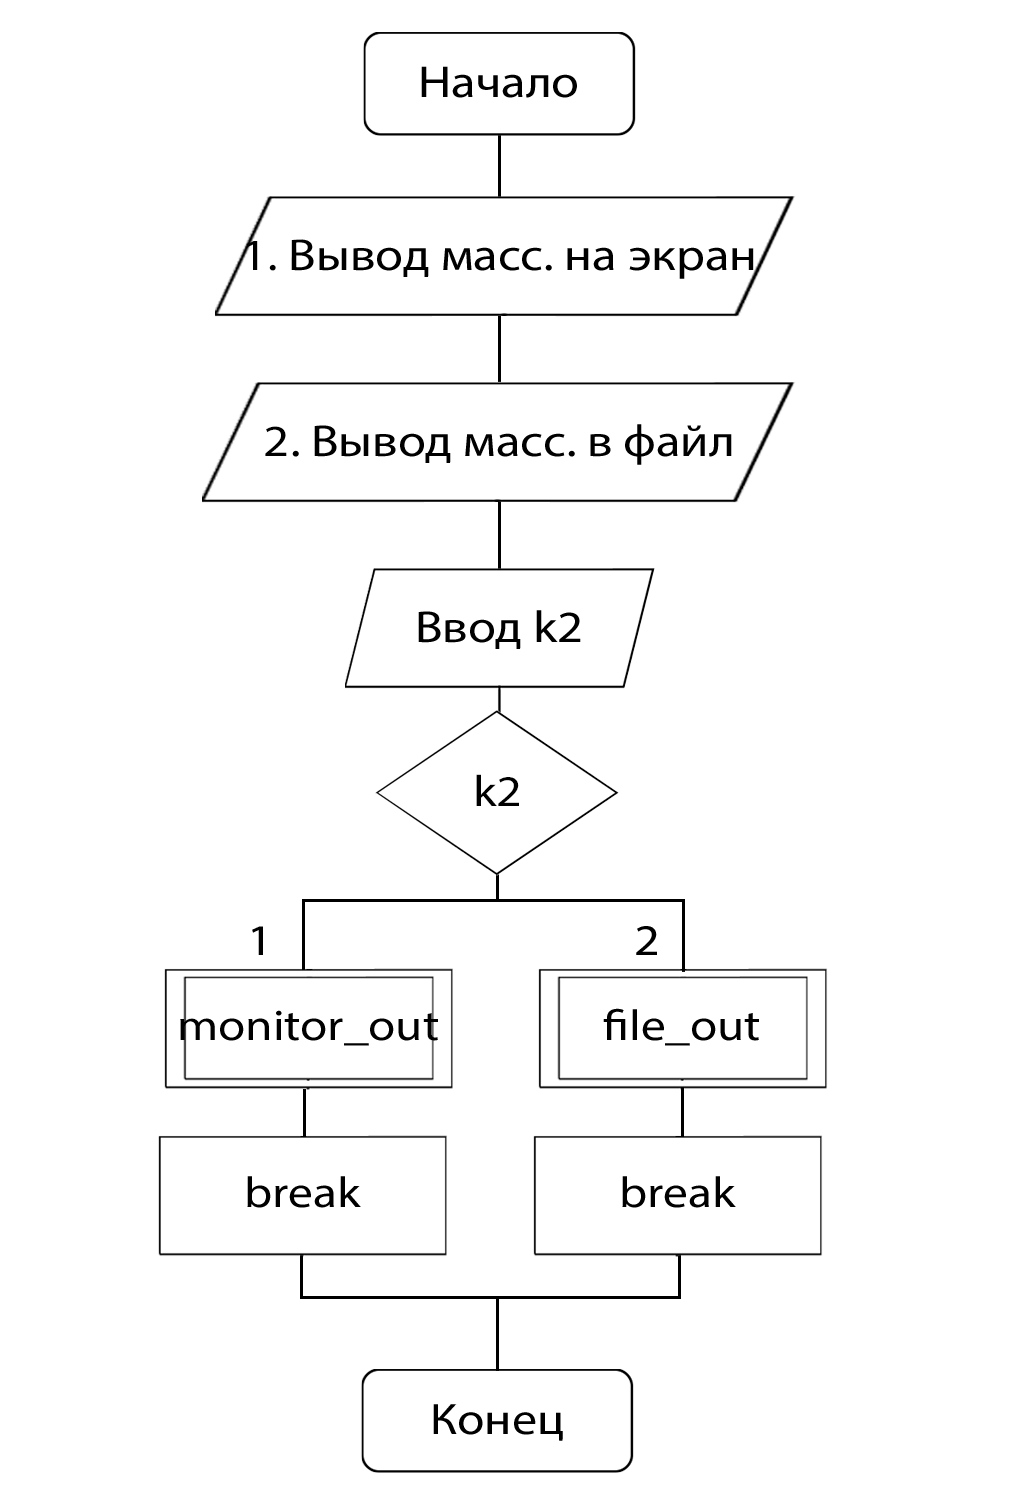 Начало
1. Вывод масс. на экран
2. Вывод масс. в файл
Ввод k2
k2
1
2
monitor_out
file_out
break
break
Конец